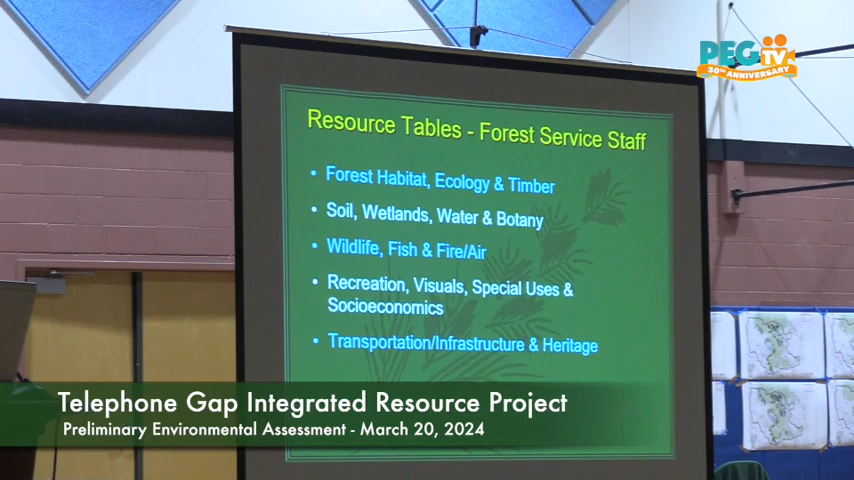 PEG TV
30TH ANNIVERSARY
Resource Tables - Forest Service Staff
• Forest Habitat, Ecology & Timber
• Soil, Wetlands, Water & Botany
• Wildlife, Fish & Fire/Air
• Recreation, Visuals, Special Uses &
Socioeconomics
• Transportation/Infrastructure & Heritage
Telephone Gap Integrated Resource Project
Preliminary Environmental Assessment - March 20, 2024